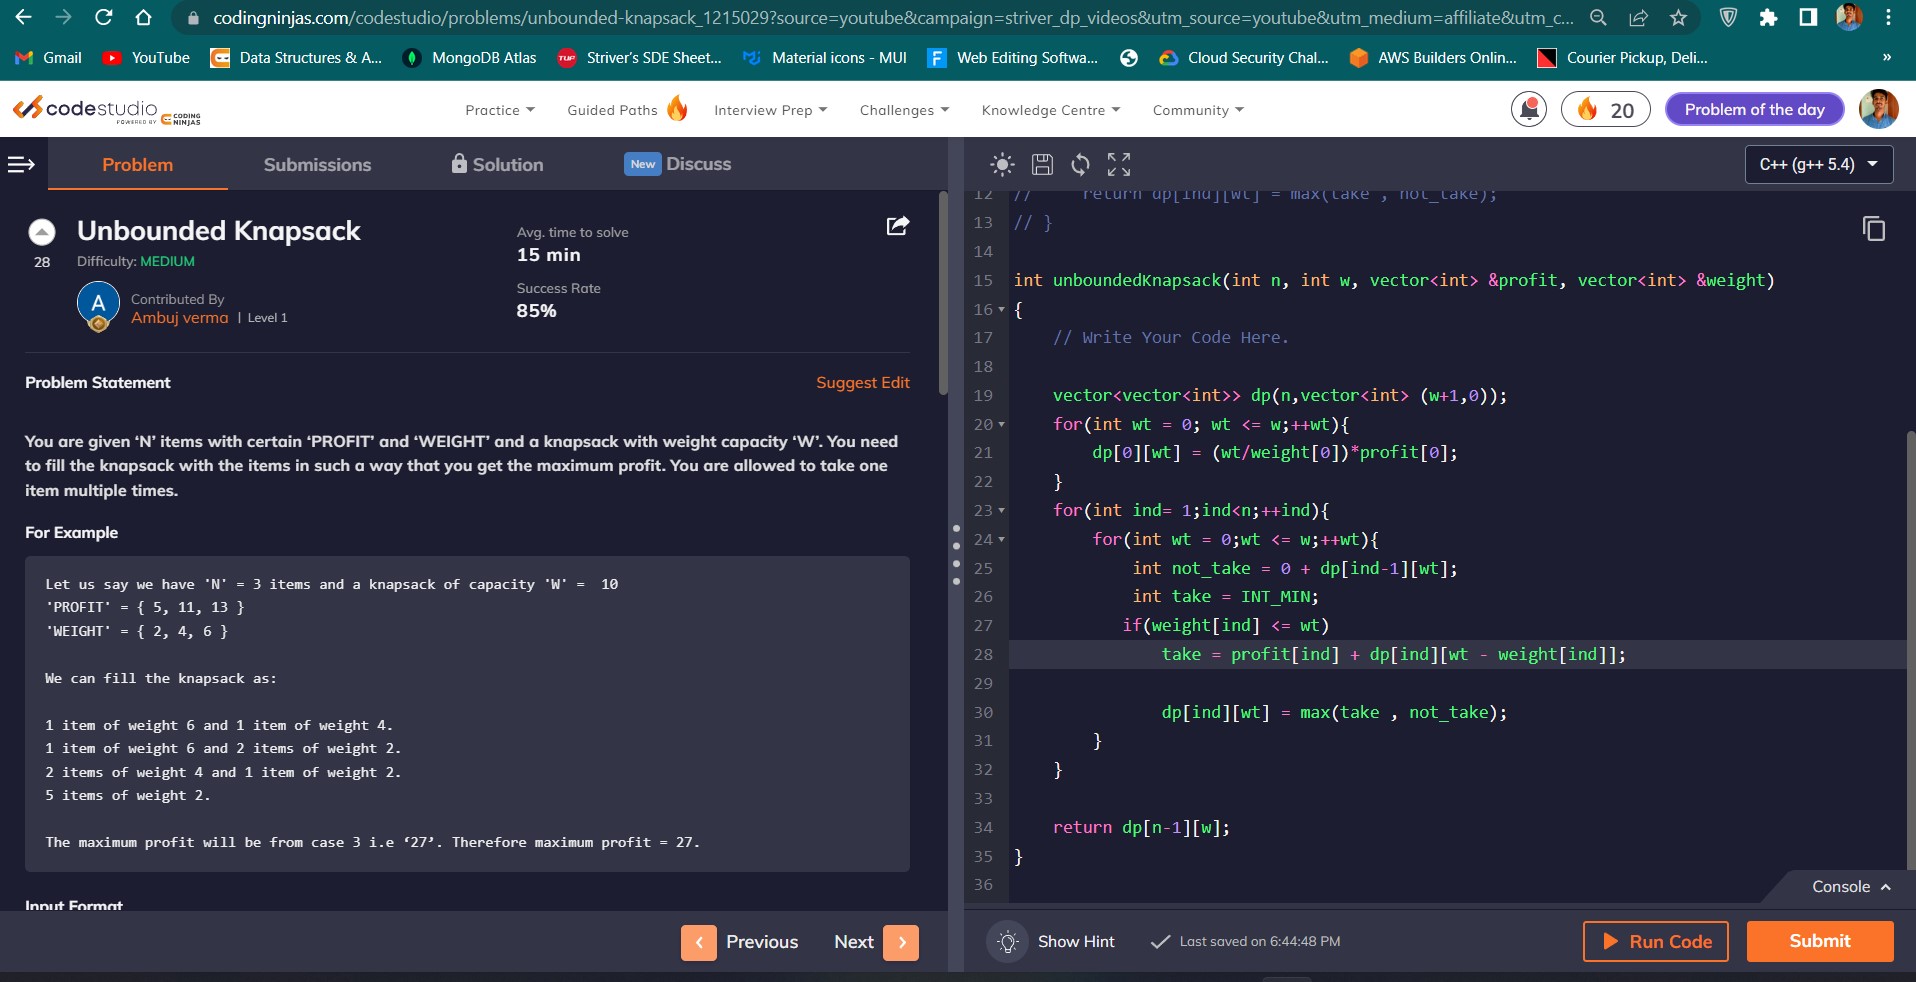 codingninjas.com/codestudio/problems/unbounded-knapsack_1215029?source=youtube&campaign=striver_dp_videos&utm_source=youtube&utm_medium=affiliate&utm_c...
Gmail YouTube Data Structures & A... MongoDB Atlas TUF Striver's SDE Sheet... Material icons - MUI Web Editing Softwa... Cloud Security Chal... AWS Builders Onlin... Courier Pickup, Deli... »
codestudio Practice Guided Paths Interview Prep Challenges Knowledge Centre Community 20 Problem of the day
POWERED BY CODING NINJAS
Problem Submissions Solution New Discuss
Unbounded Knapsack
28
Difficulty: MEDIUM
A
Contributed By
Ambuj verma | Level 1
Avg. time to solve
15 min
Success Rate
85%
Problem Statement Suggest Edit
You are given ‘N’ items with certain ‘PROFIT’ and ‘WEIGHT’ and a knapsack with weight capacity ‘W’. You need
to fill the knapsack with the items in such a way that you get the maximum profit. You are allowed to take one
item multiple times.
For Example
Let us say we have 'N' = 3 items and a knapsack of capacity 'W' =  10
'PROFIT' = { 5, 11, 13 }
'WEIGHT' = { 2, 4, 6 }
We can fill the knapsack as:
1 item of weight 6 and 1 item of weight 4.
1 item of weight 6 and 2 items of weight 2.
2 items of weight 4 and 1 item of weight 2.
5 items of weight 2.
The maximum profit will be from case 3 i.e ‘27’. Therefore maximum profit = 27.
Input Format
Previous Next
C++ (g++ 5.4)
12 //     return dp[ind][wt] = max(take , not_take);
13 // }
14
15 int unboundedKnapsack(int n, int w, vector<int> &profit, vector<int> &weight)
16 {
17     // Write Your Code Here.
18
19     vector<vector<int>> dp(n,vector<int> (w+1,0));
20     for(int wt = 0; wt <= w;++wt){
21         dp[0][wt] = (wt/weight[0])*profit[0];
22     }
23     for(int ind= 1;ind<n;++ind){
24         for(int wt = 0;wt <= w;++wt){
25             int not_take = 0 + dp[ind-1][wt];
26             int take = INT_MIN;
27            if(weight[ind] <= wt)
28                take = profit[ind] + dp[ind][wt - weight[ind]];
29
30                dp[ind][wt] = max(take , not_take);
31         }
32     }
33
34     return dp[n-1][w];
35 }
36
Console
Show Hint Last saved on 6:44:48 PM Run Code Submit